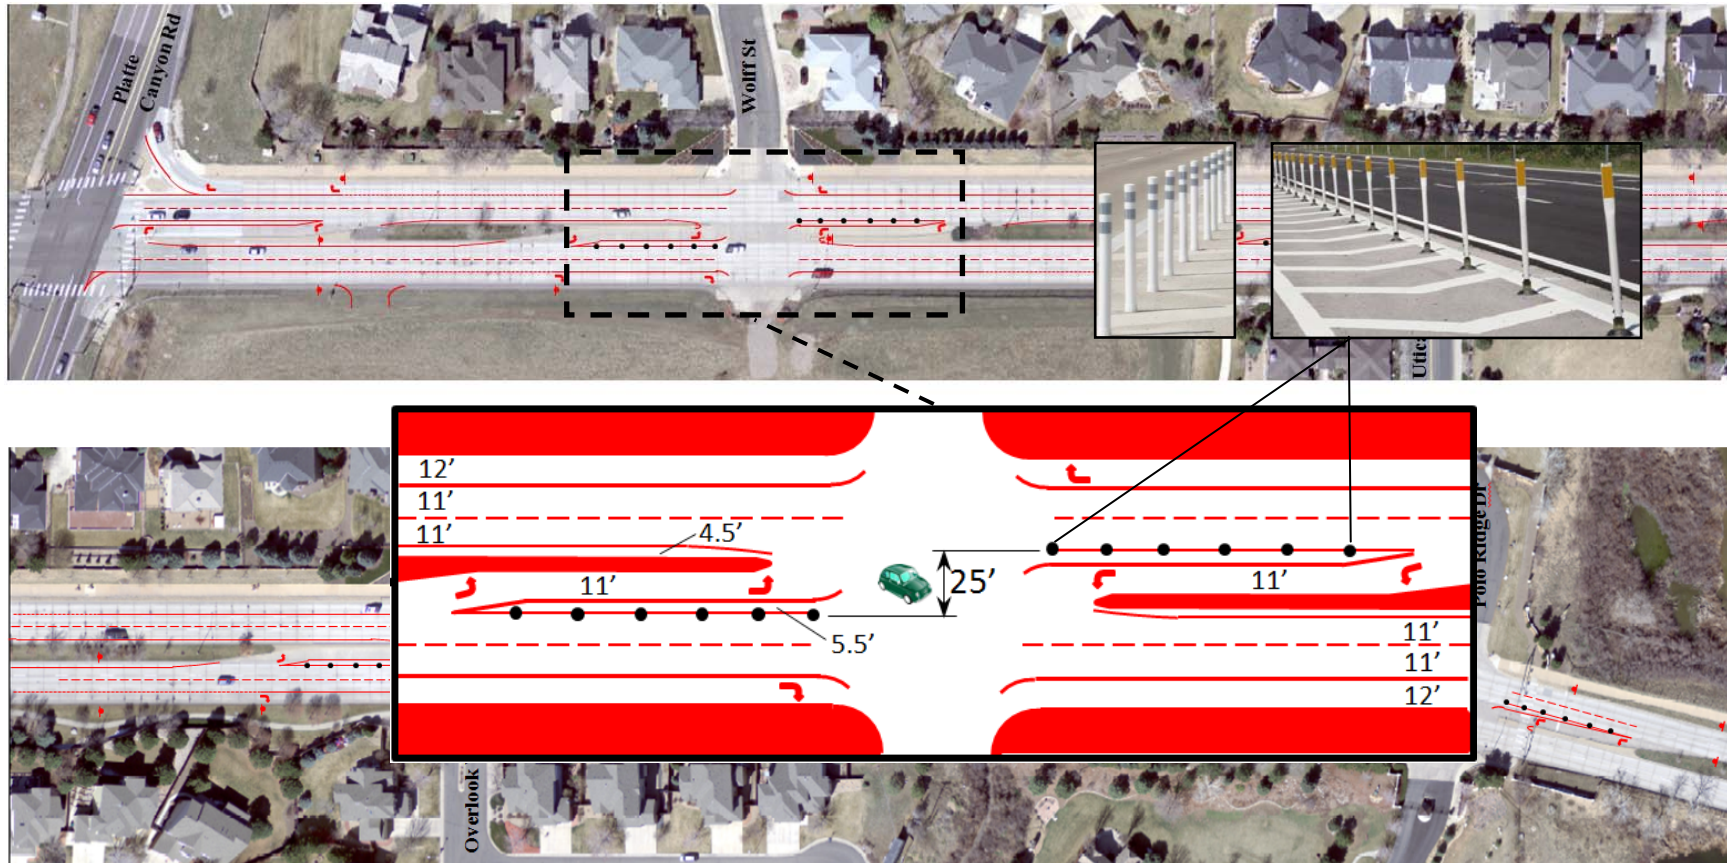 Platte
Canyon Rd
Wolff St
Utica
12'
11'
11'
4.5'
11'
25'
11'
5.5'
11'
11'
12'
Polo Ridge Dr
Overlook